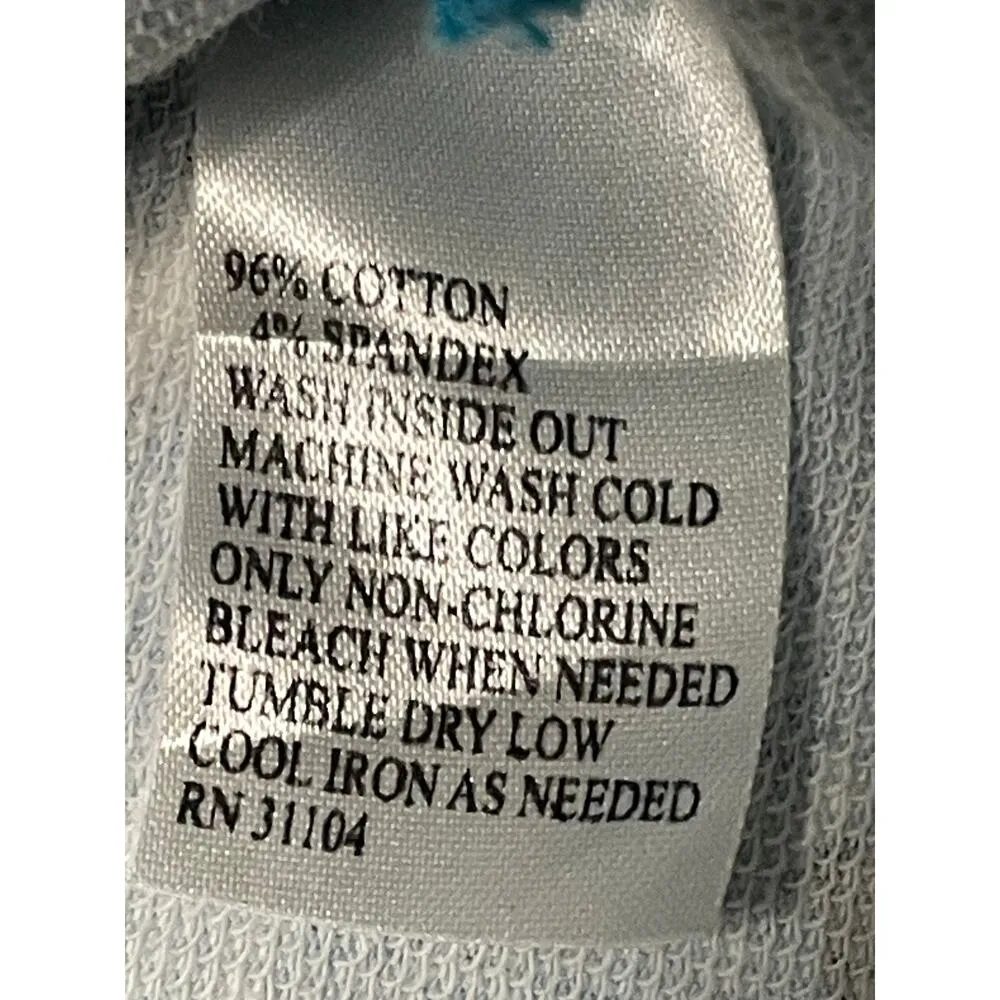 96% COTTON
4% SPANDEX
WASH INSIDE OUT
MACHINE WASH COLD
WITH LIKE COLORS
ONLY NON-CHLORINE
BLEACH WHEN NEEDED
TUMBLE DRY LOW
COOL IRON AS NEEDED
RN 31104